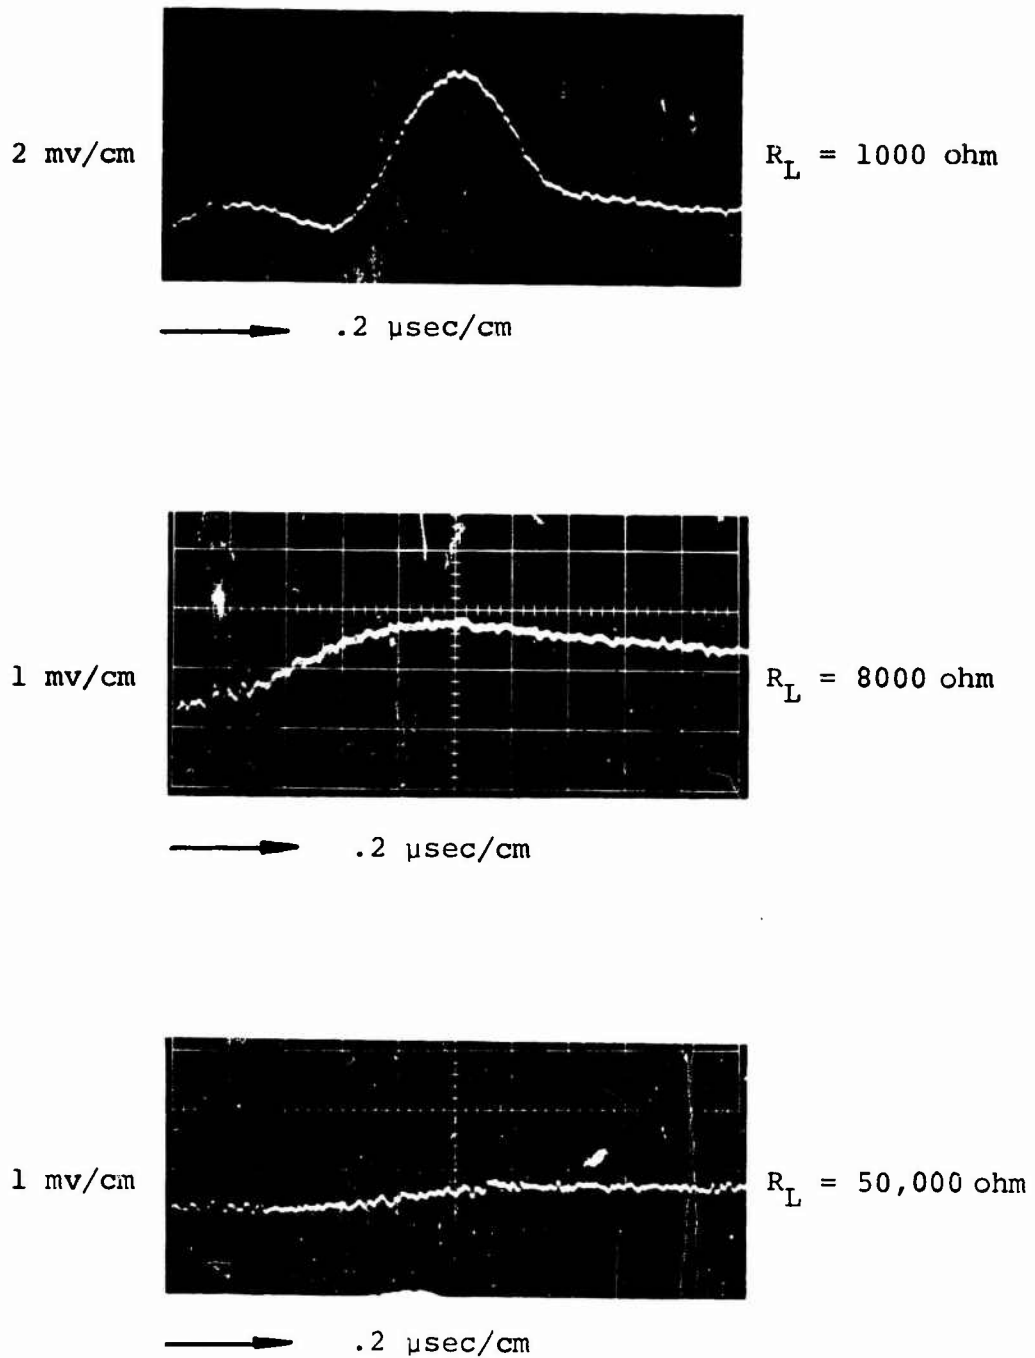 2 mv/cm
R_L = 1000 ohm
.2 μsec/cm
1 mv/cm
R_L = 8000 ohm
.2 μsec/cm
1 mv/cm
R_L = 50,000 ohm
.2 μsec/cm